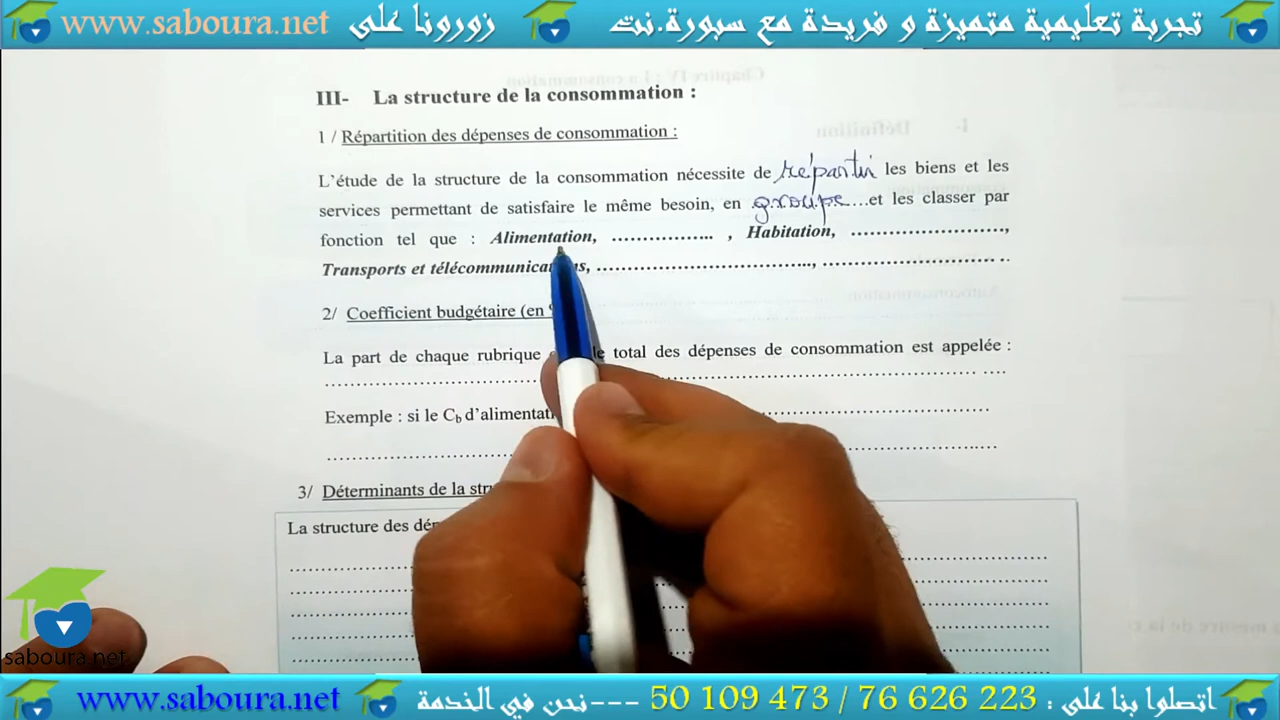 www.saboura.net زورونا على تجربة تعليمية متميزة و فريدة مع سبورة.نت
III- La structure de la consommation :
1 / Répartition des dépenses de consommation :
L'étude de la structure de la consommation nécessite de répartir les biens et les
services permettant de satisfaire le même besoin, en groupe....et les classer par
fonction tel que : Alimentation, .................. , Habitation, ..........................,
Transports et télécommunications, ......................................, ............................... ..
2/ Coefficient budgétaire (en
La part de chaque rubrique total des dépenses de consommation est appelée :
Exemple : si le Cb d'alimentati
3/ Déterminants de la str
La structure des dé
saboura.net
www.saboura.net اتصلوا بنا على : 223 626 76 / 473 109 50 ---نحن في الخدمة